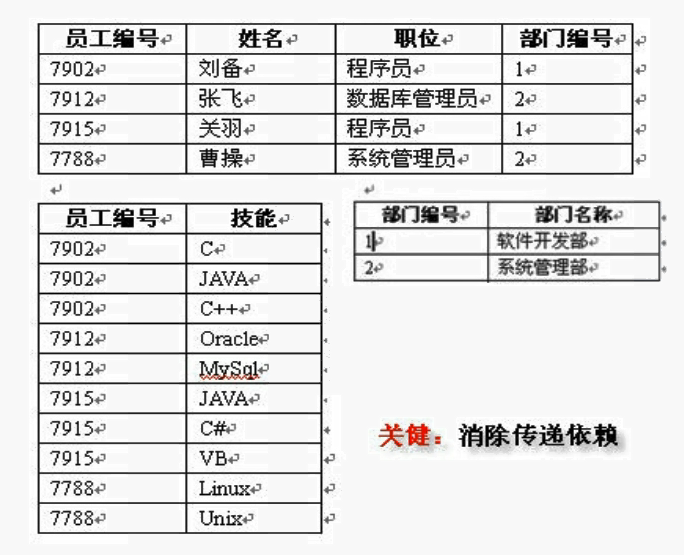 员工编号 姓名 职位 部门编号
7902 刘备 程序员 1
7912 张飞 数据库管理员 2
7915 关羽 程序员 1
7788 曹操 系统管理员 2
员工编号 技能
7902 C
7902 JAVA
7902 C++
7912 Oracle
7912 MySql
7915 JAVA
7915 C#
7915 VB
7788 Linux
7788 Unix
部门编号 部门名称
1 软件开发部
2 系统管理部
关键：消除传递依赖